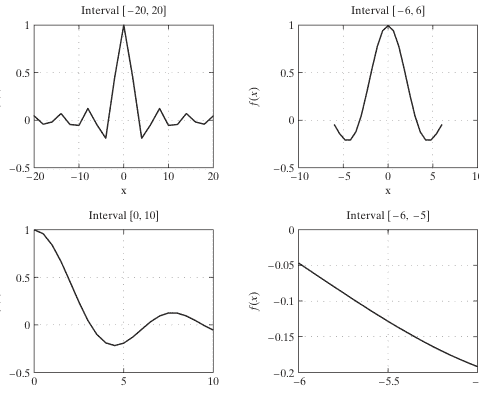 Interval [−20, 20]
1
0.5
0
−0.5
−20 −10 0 10 20
x
Interval [−6, 6]
f(x)
1
0.5
0
−0.5
−10 −5 0 5 10
x
Interval [0, 10]
1
0.5
0
−0.5
0 5 10
Interval [−6, −5]
f(x)
0
−0.05
−0.1
−0.15
−0.2
−6 −5.5